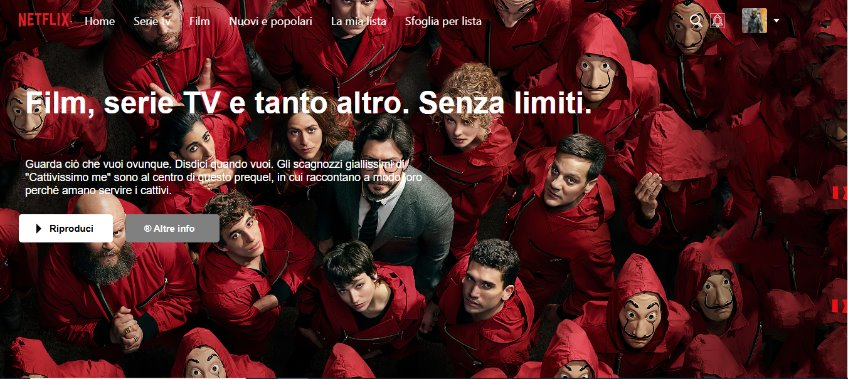 NETFLIX Home Serie tv Film Nuovi e popolari La mia lista Sfoglia per lista
Film, serie TV e tanto altro. Senza limiti.
Guarda ciò che vuoi ovunque. Disdici quando vuoi. Gli scagnozzi giallissimi di
"Cattivissimo me" sono al centro di questo prequel, in cui raccontano a modo loro
perché amano servire i cattivi.
Riproduci
® Altre info